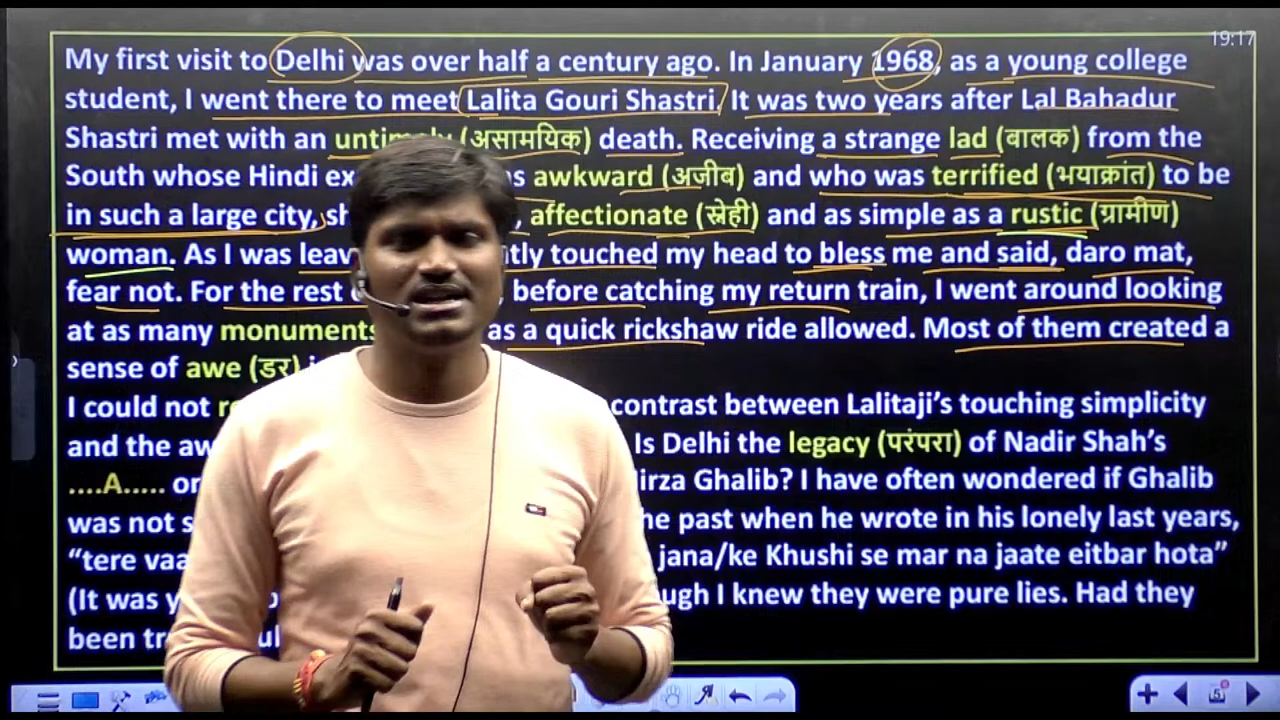 19:17
My first visit to Delhi was over half a century ago. In January 1968, as a young college
student, I went there to meet Lalita Gouri Shastri. It was two years after Lal Bahadur
Shastri met with an untimely (असामयिक) death. Receiving a strange lad (बालक) from the
South whose Hindi awkward (अजीब) and who was terrified (भयाक्रांत) to be
in such a large city, affectionate (स्नेही) and as simple as a rustic (ग्रामीण)
woman. As I was touched my head to bless me and said, daro mat,
fear not. For the rest before catching my return train, I went around looking
at as many monuments as a quick rickshaw ride allowed. Most of them created a
sense of awe (डर)
I could not contrast between Lalitaji's touching simplicity
and the Is Delhi the legacy (परंपरा) of Nadir Shah's
....A..... Ghalib? I have often wondered if Ghalib
was not the past when he wrote in his lonely last years,
"tere jana/ke Khushi se mar na jaate eitbar hota"
(It was I knew they were pure lies. Had they
been